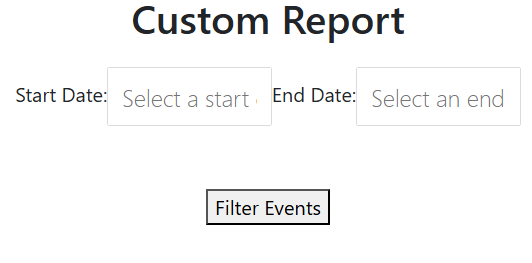 Custom Report
Start Date: Select a start End Date: Select an end
Filter Events